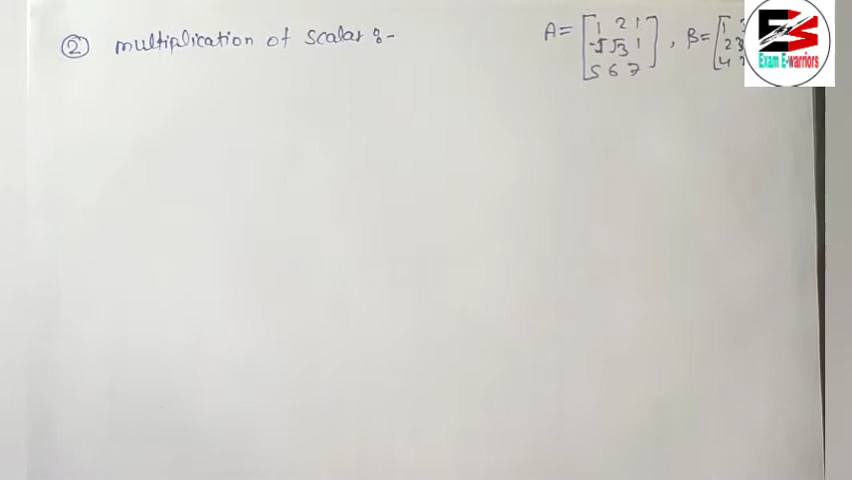 ② multiplication of scalar :-
A = [ 1 2 1
-5 √3 1
5 6 7 ] , B = [ 1
2 3
4
Exam E-warriors